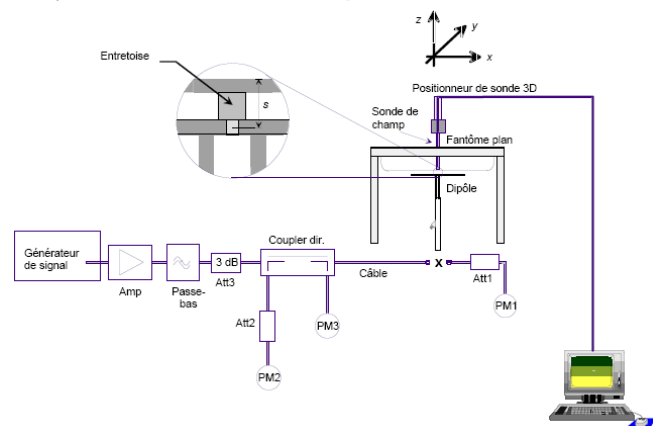 z
y
x
Entretoise
s
Positionneur de sonde 3D
Sonde de
champ
Fantôme plan
Dipôle
Générateur
de signal
Amp
Passe-
bas
3 dB
Att3
Coupler dir.
Câble
X
Att1
PM1
Att2
PM3
PM2